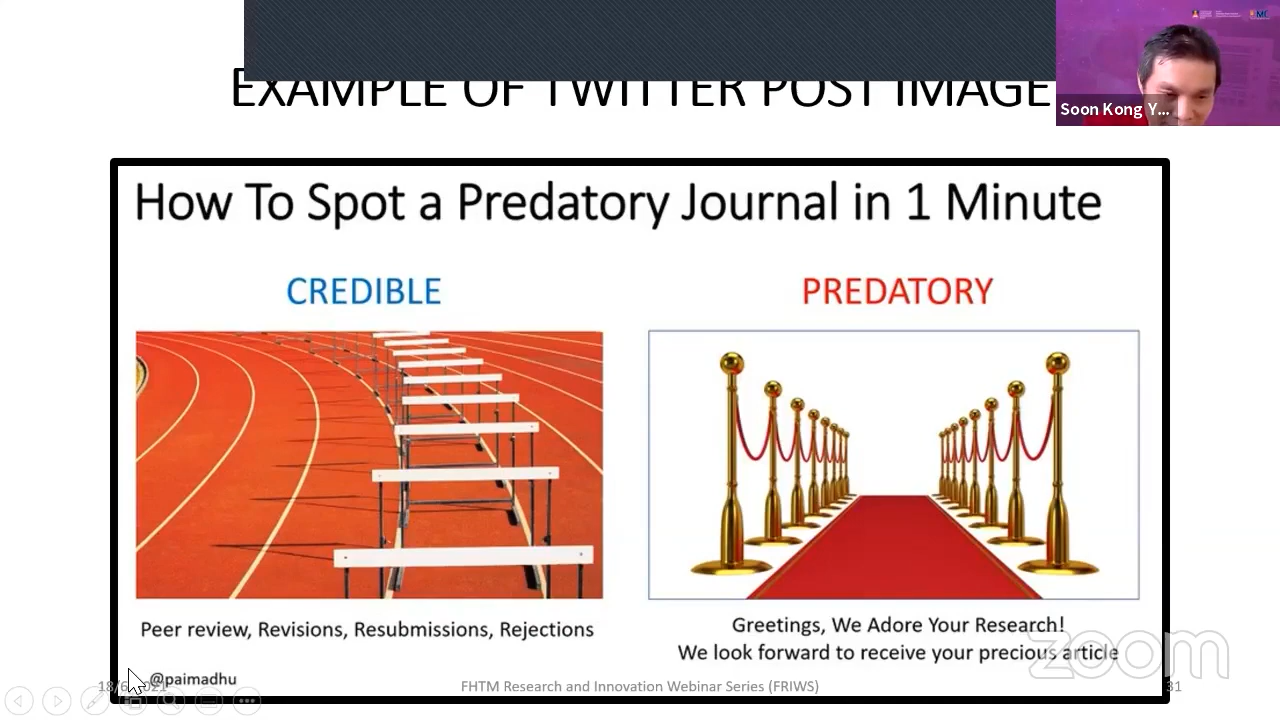 EXAMPLE OF TWITTER POST IMAGE
Soon Kong Y...
How To Spot a Predatory Journal in 1 Minute
CREDIBLE
PREDATORY
Peer review, Revisions, Resubmissions, Rejections
Greetings, We Adore Your Research!
We look forward to receive your precious article
zoom
@paimadhu
FHTM Research and Innovation Webinar Series (FRIWS)
31